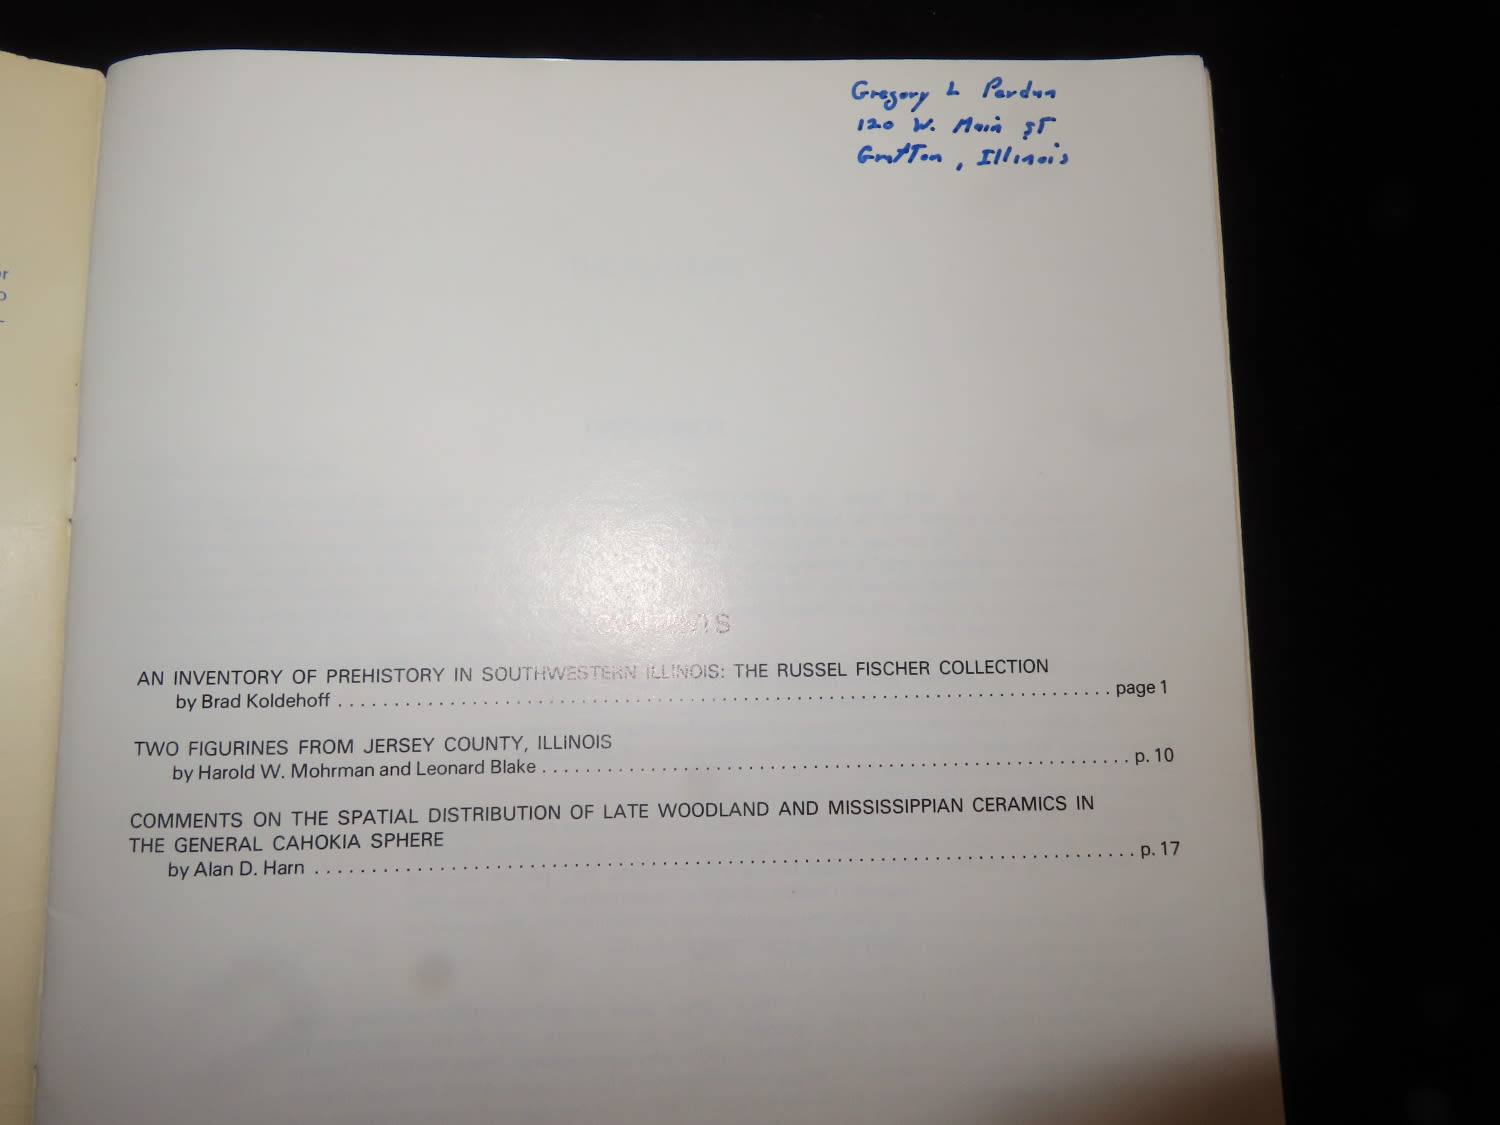 Gregory L Perdun
120 W. Main ST
Grafton, Illinois
or
CONTENTS
AN INVENTORY OF PREHISTORY IN SOUTHWESTERN ILLINOIS: THE RUSSEL FISCHER COLLECTION
by Brad Koldehoff . . . . . . . . . . . . . . . . . . . . . . . . . . . . . . . . . . . . . . . . page 1
TWO FIGURINES FROM JERSEY COUNTY, ILLINOIS
by Harold W. Mohrman and Leonard Blake . . . . . . . . . . . . . . . . . . . . . . . . . . . . . . p. 10
COMMENTS ON THE SPATIAL DISTRIBUTION OF LATE WOODLAND AND MISSISSIPPIAN CERAMICS IN
THE GENERAL CAHOKIA SPHERE
by Alan D. Harn . . . . . . . . . . . . . . . . . . . . . . . . . . . . . . . . . . . . . . . . p. 17